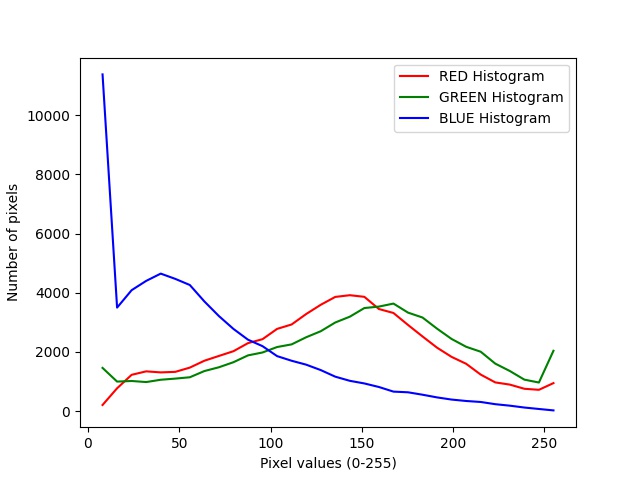 RED Histogram
GREEN Histogram
BLUE Histogram
10000
8000
6000
4000
2000
0
Number of pixels
0 50 100 150 200 250
Pixel values (0-255)